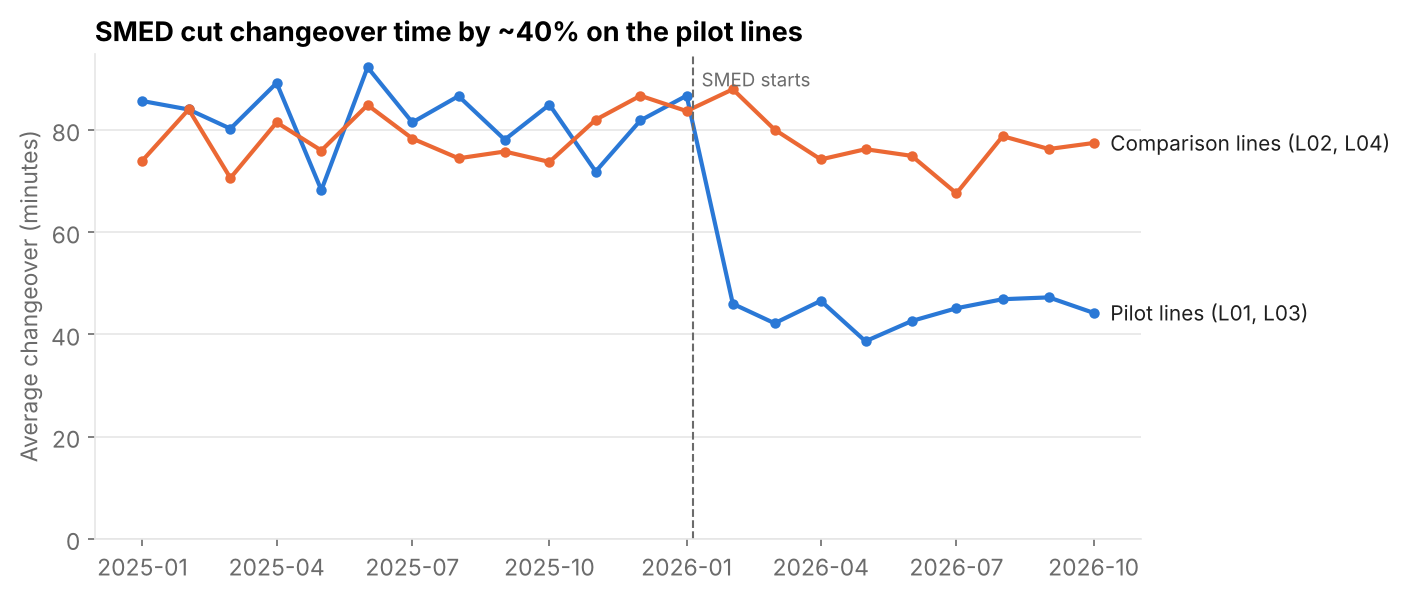 SMED cut changeover time by ~40% on the pilot lines
SMED starts
Average changeover (minutes)
80
60
40
20
0
Comparison lines (L02, L04)
Pilot lines (L01, L03)
2025-01 2025-04 2025-07 2025-10 2026-01 2026-04 2026-07 2026-10